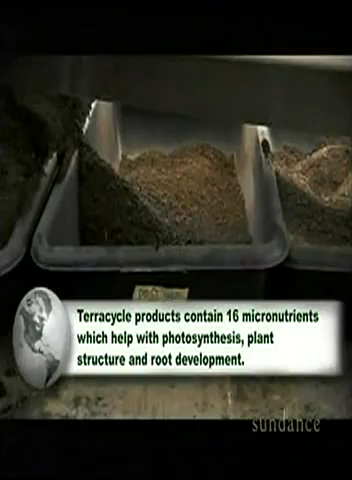 Terracycle products contain 16 micronutrients
which help with photosynthesis, plant
structure and root development.
sundance